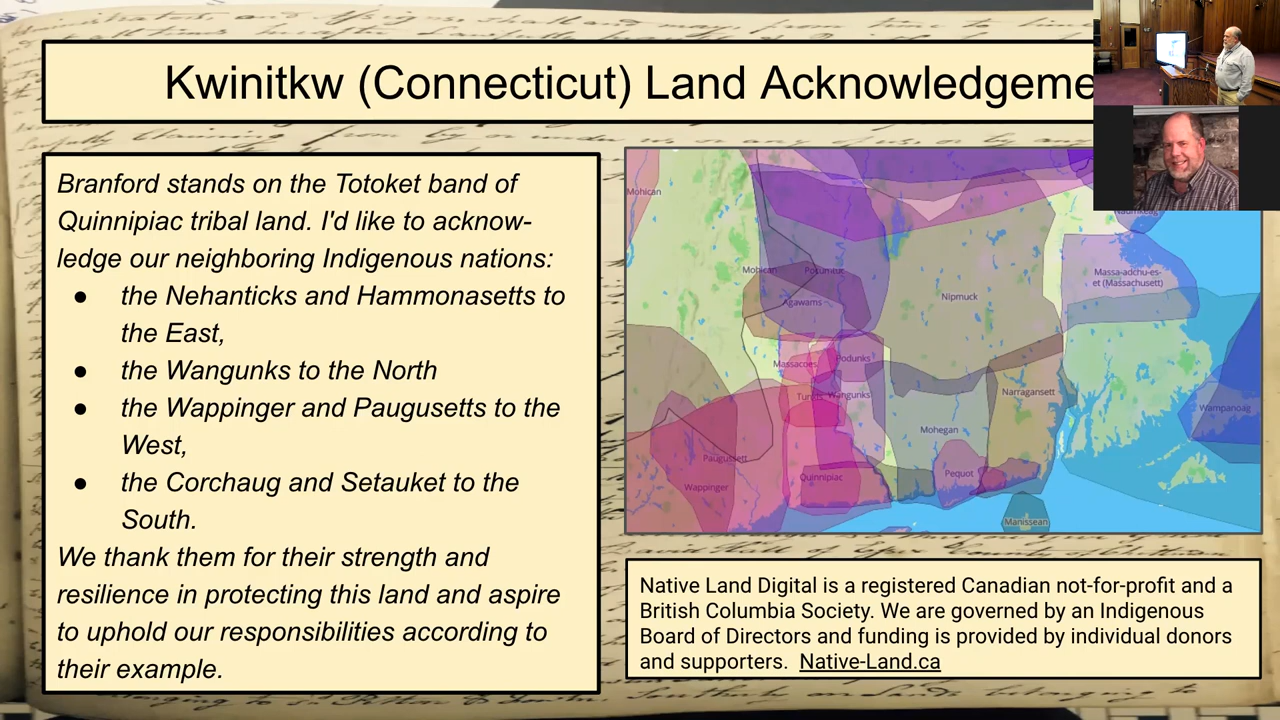 Kwinitkw (Connecticut) Land Acknowledgeme
Branford stands on the Totoket band of
Quinnipiac tribal land. I'd like to acknow-
ledge our neighboring Indigenous nations:
● the Nehanticks and Hammonasetts to
the East,
● the Wangunks to the North
● the Wappinger and Paugusetts to the
West,
● the Corchaug and Setauket to the
South.
We thank them for their strength and
resilience in protecting this land and aspire
to uphold our responsibilities according to
their example.
Mohican
Mohican
Pocumtuc
Agawams
Nipmuck
Massa-adchu-es-
et (Massachusett)
Massacoes
Podunks
Wangunks
Narragansett
Wampanoag
Mohegan
Paugussett
Quinnipiac
Pequot
Wappinger
Manissean
Native Land Digital is a registered Canadian not-for-profit and a
British Columbia Society. We are governed by an Indigenous
Board of Directors and funding is provided by individual donors
and supporters. Native-Land.ca